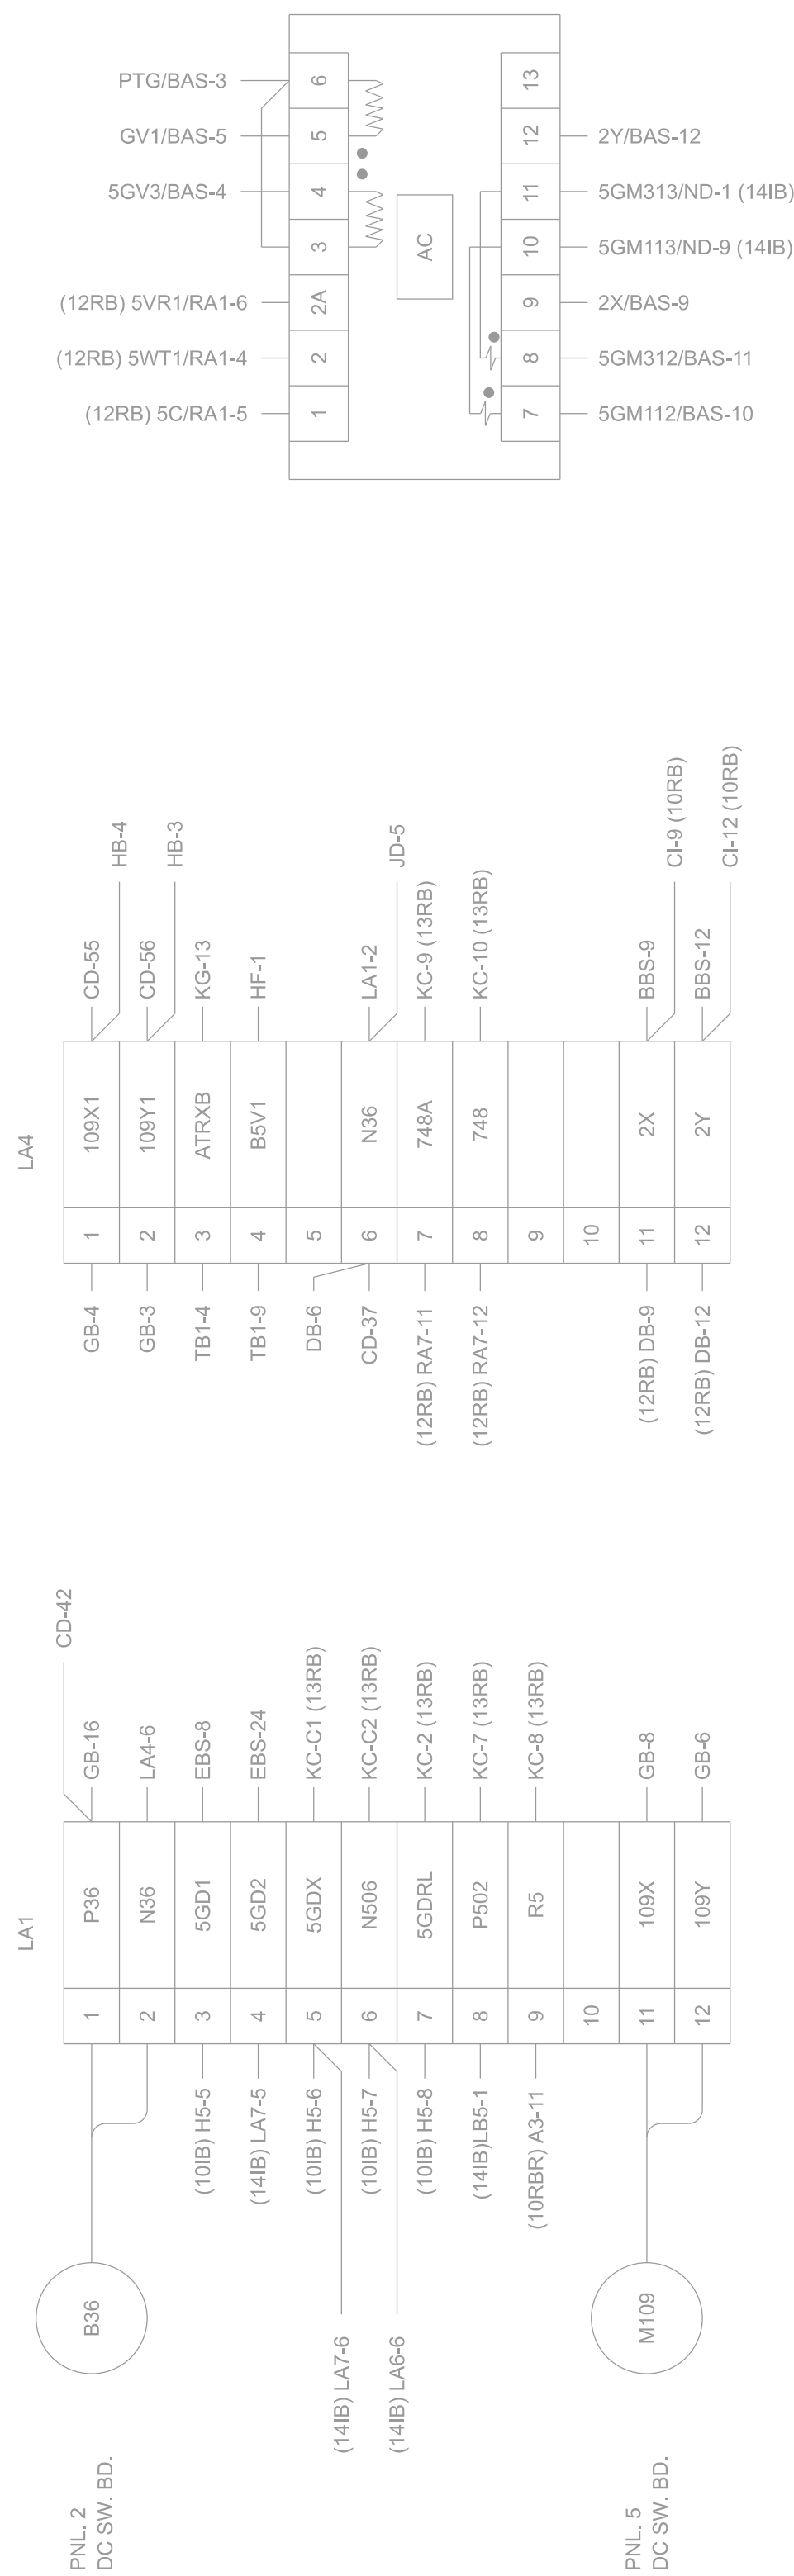 PTG/BAS-3
GV1/BAS-5
5GV3/BAS-4
(12RB) 5VR1/RA1-6
(12RB) 5WT1/RA1-4
(12RB) 5C/RA1-5
6
5
4
3
2A
2
1
AC
13
12
11
10
9
8
7
2Y/BAS-12
5GM313/ND-1 (14IB)
5GM113/ND-9 (14IB)
2X/BAS-9
5GM312/BAS-11
5GM112/BAS-10
LA4
CD-55
HB-4
CD-56
HB-3
KG-13
HF-1
LA1-2
JD-5
KC-9 (13RB)
KC-10 (13RB)
BBS-9
CI-9 (10RB)
BBS-12
CI-12 (10RB)
109X1
109Y1
ATRXB
B5V1
N36
748A
748
2X
2Y
1
2
3
4
5
6
7
8
9
10
11
12
GB-4
GB-3
TB1-4
TB1-9
DB-6
CD-37
(12RB) RA7-11
(12RB) RA7-12
(12RB) DB-9
(12RB) DB-12
LA1
CD-42
GB-16
LA4-6
EBS-8
EBS-24
KC-C1 (13RB)
KC-C2 (13RB)
KC-2 (13RB)
KC-7 (13RB)
KC-8 (13RB)
GB-8
GB-6
P36
N36
5GD1
5GD2
5GDX
N506
5GDRL
P502
R5
109X
109Y
1
2
3
4
5
6
7
8
9
10
11
12
(10IB) H5-5
(14IB) LA7-5
(10IB) H5-6
(14IB) LA7-6
(10IB) H5-7
(14IB) LA6-6
(10IB) H5-8
(14IB)LB5-1
(10RBR) A3-11
B36
M109
PNL. 2
DC SW. BD.
PNL. 5
DC SW. BD.